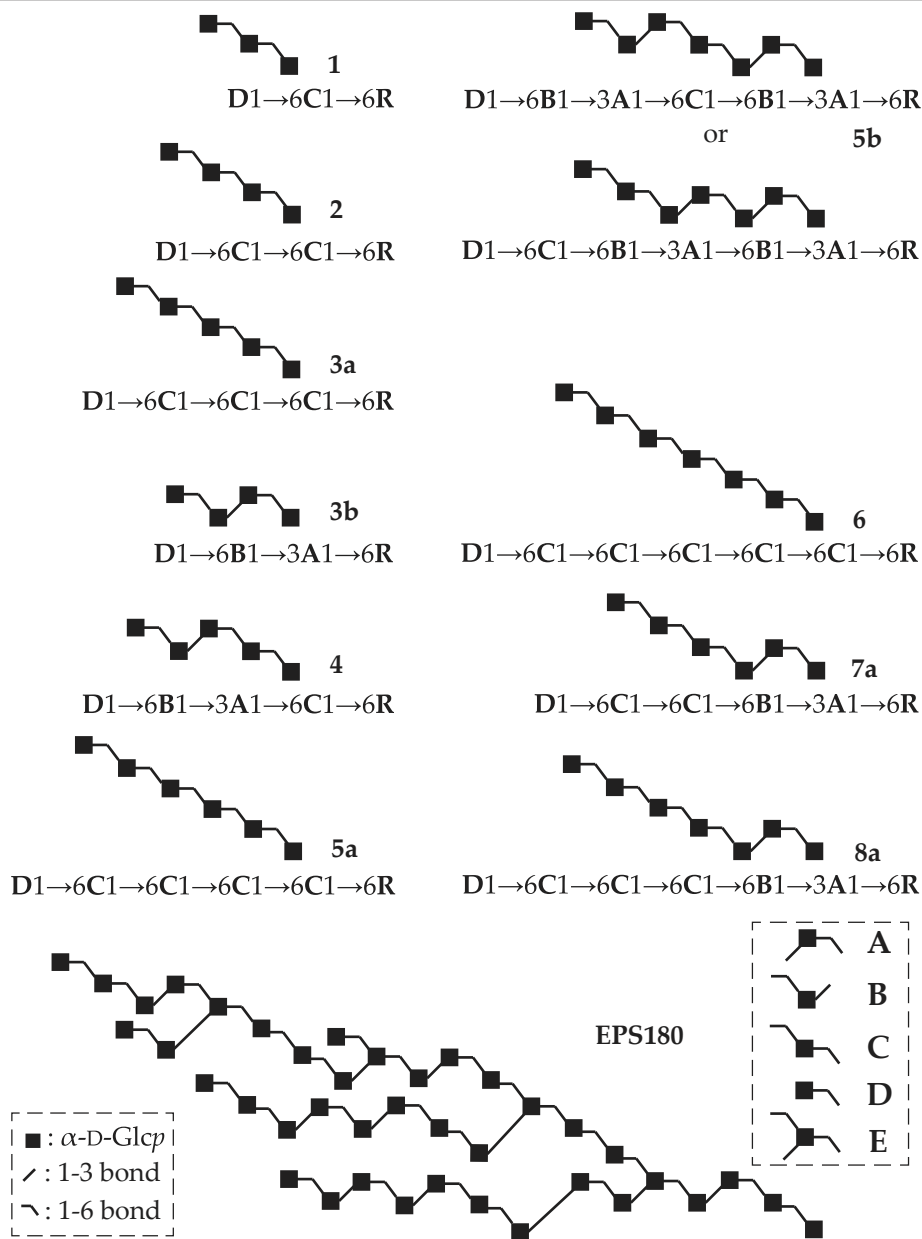 1
D1→6C1→6R
2
D1→6C1→6C1→6R
3a
D1→6C1→6C1→6C1→6R
3b
D1→6B1→3A1→6R
4
D1→6B1→3A1→6C1→6R
5a
D1→6C1→6C1→6C1→6C1→6R
D1→6B1→3A1→6C1→6B1→3A1→6R
or 5b
D1→6C1→6B1→3A1→6B1→3A1→6R
6
D1→6C1→6C1→6C1→6C1→6C1→6R
7a
D1→6C1→6C1→6B1→3A1→6R
8a
D1→6C1→6C1→6C1→6B1→3A1→6R
EPS180
A
B
C
D
E
■ : α-D-Glcp
: 1-3 bond
: 1-6 bond